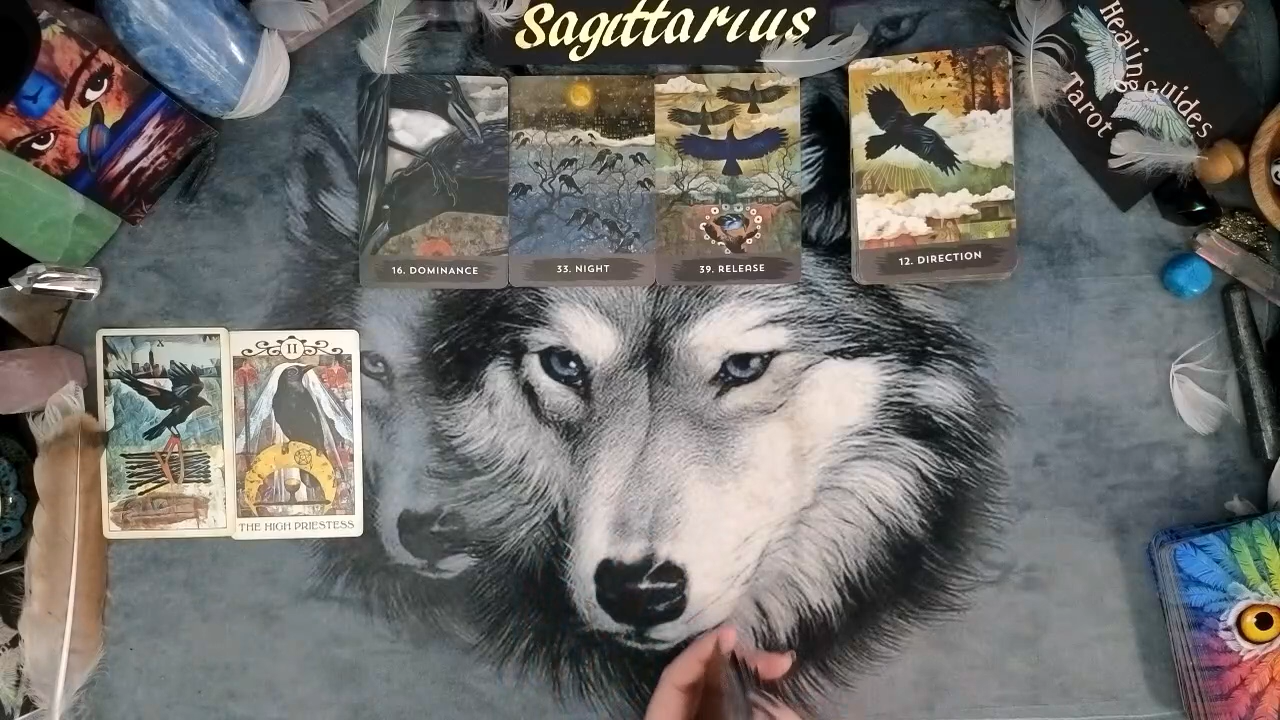 Sagittarius
Healing Guides
Tarot
16. DOMINANCE
33. NIGHT
39. RELEASE
12. DIRECTION
X
II
THE HIGH PRIESTESS